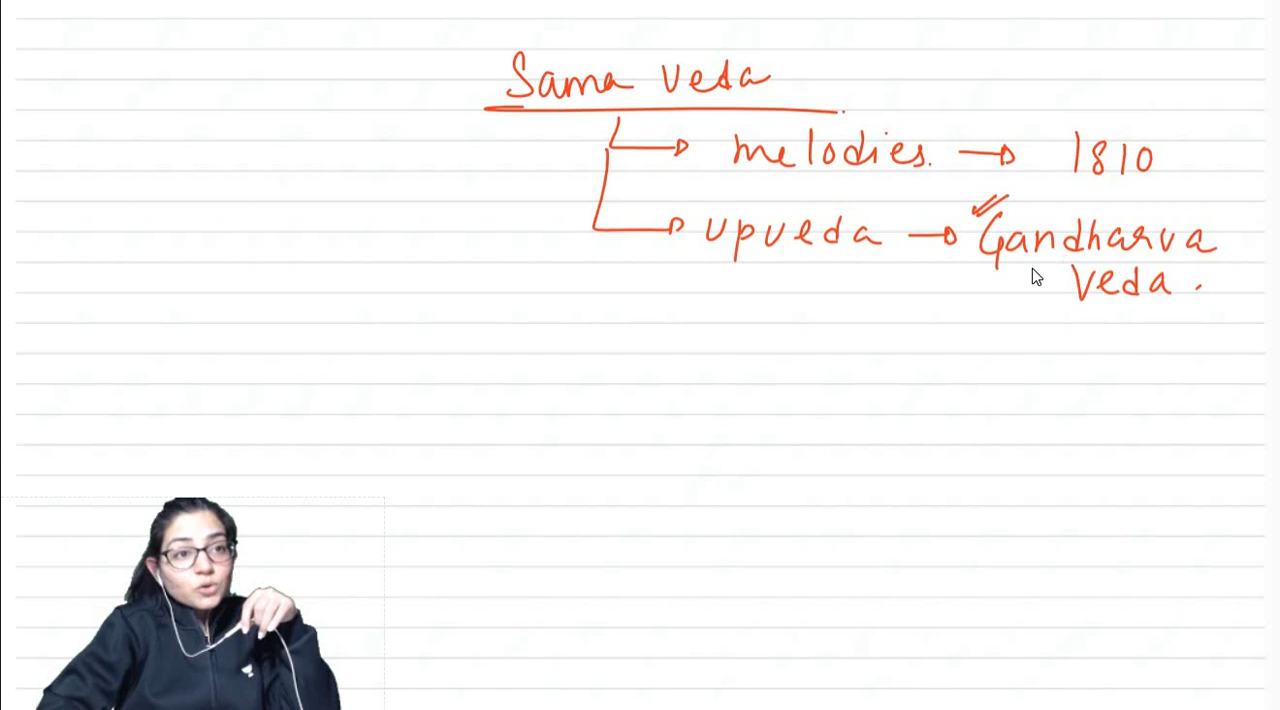 Sama Veda
melodies. → 1810
upveda → Gandharva
Veda.